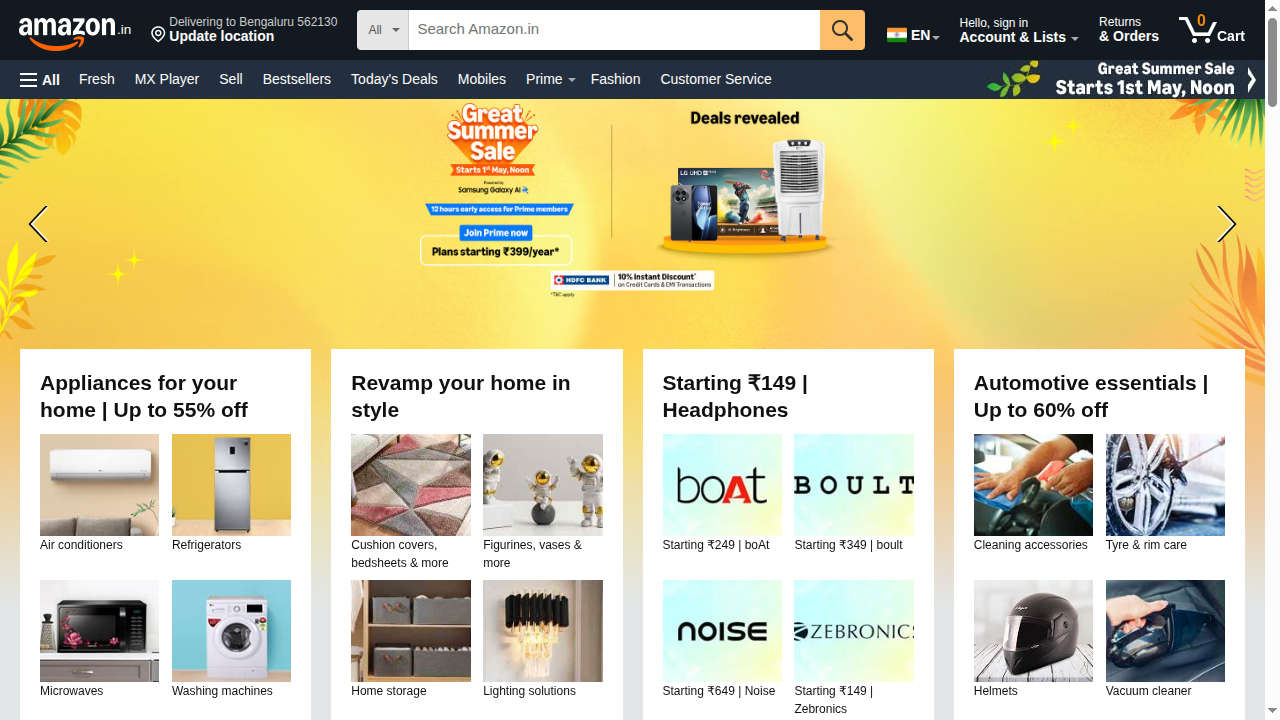 amazon.in
Delivering to Bengaluru 562130
Update location
All
Search Amazon.in
EN
Hello, sign in
Account & Lists
Returns
& Orders
0
Cart
All
Fresh
MX Player
Sell
Bestsellers
Today's Deals
Mobiles
Prime
Fashion
Customer Service
Great Summer Sale
Starts 1st May, Noon
Great
Summer
Sale
Starts 1st May, Noon
Powered by
Samsung Galaxy AI
12 hours early access for Prime members
Join Prime now
Plans starting ₹399/year*
Deals revealed
LG UHD
HDFC BANK
10% Instant Discount*
on Credit Cards & EMI Transactions
*T&C apply
Appliances for your
home | Up to 55% off
Air conditioners
Refrigerators
Microwaves
Washing machines
Revamp your home in
style
Cushion covers,
bedsheets & more
Figurines, vases &
more
Home storage
Lighting solutions
Starting ₹149 |
Headphones
boAt
BOULT
Starting ₹249 | boAt
Starting ₹349 | boult
noise
ZEBRONICS
Starting ₹649 | Noise
Starting ₹149 |
Zebronics
Automotive essentials |
Up to 60% off
Cleaning accessories
Tyre & rim care
Helmets
Vacuum cleaner